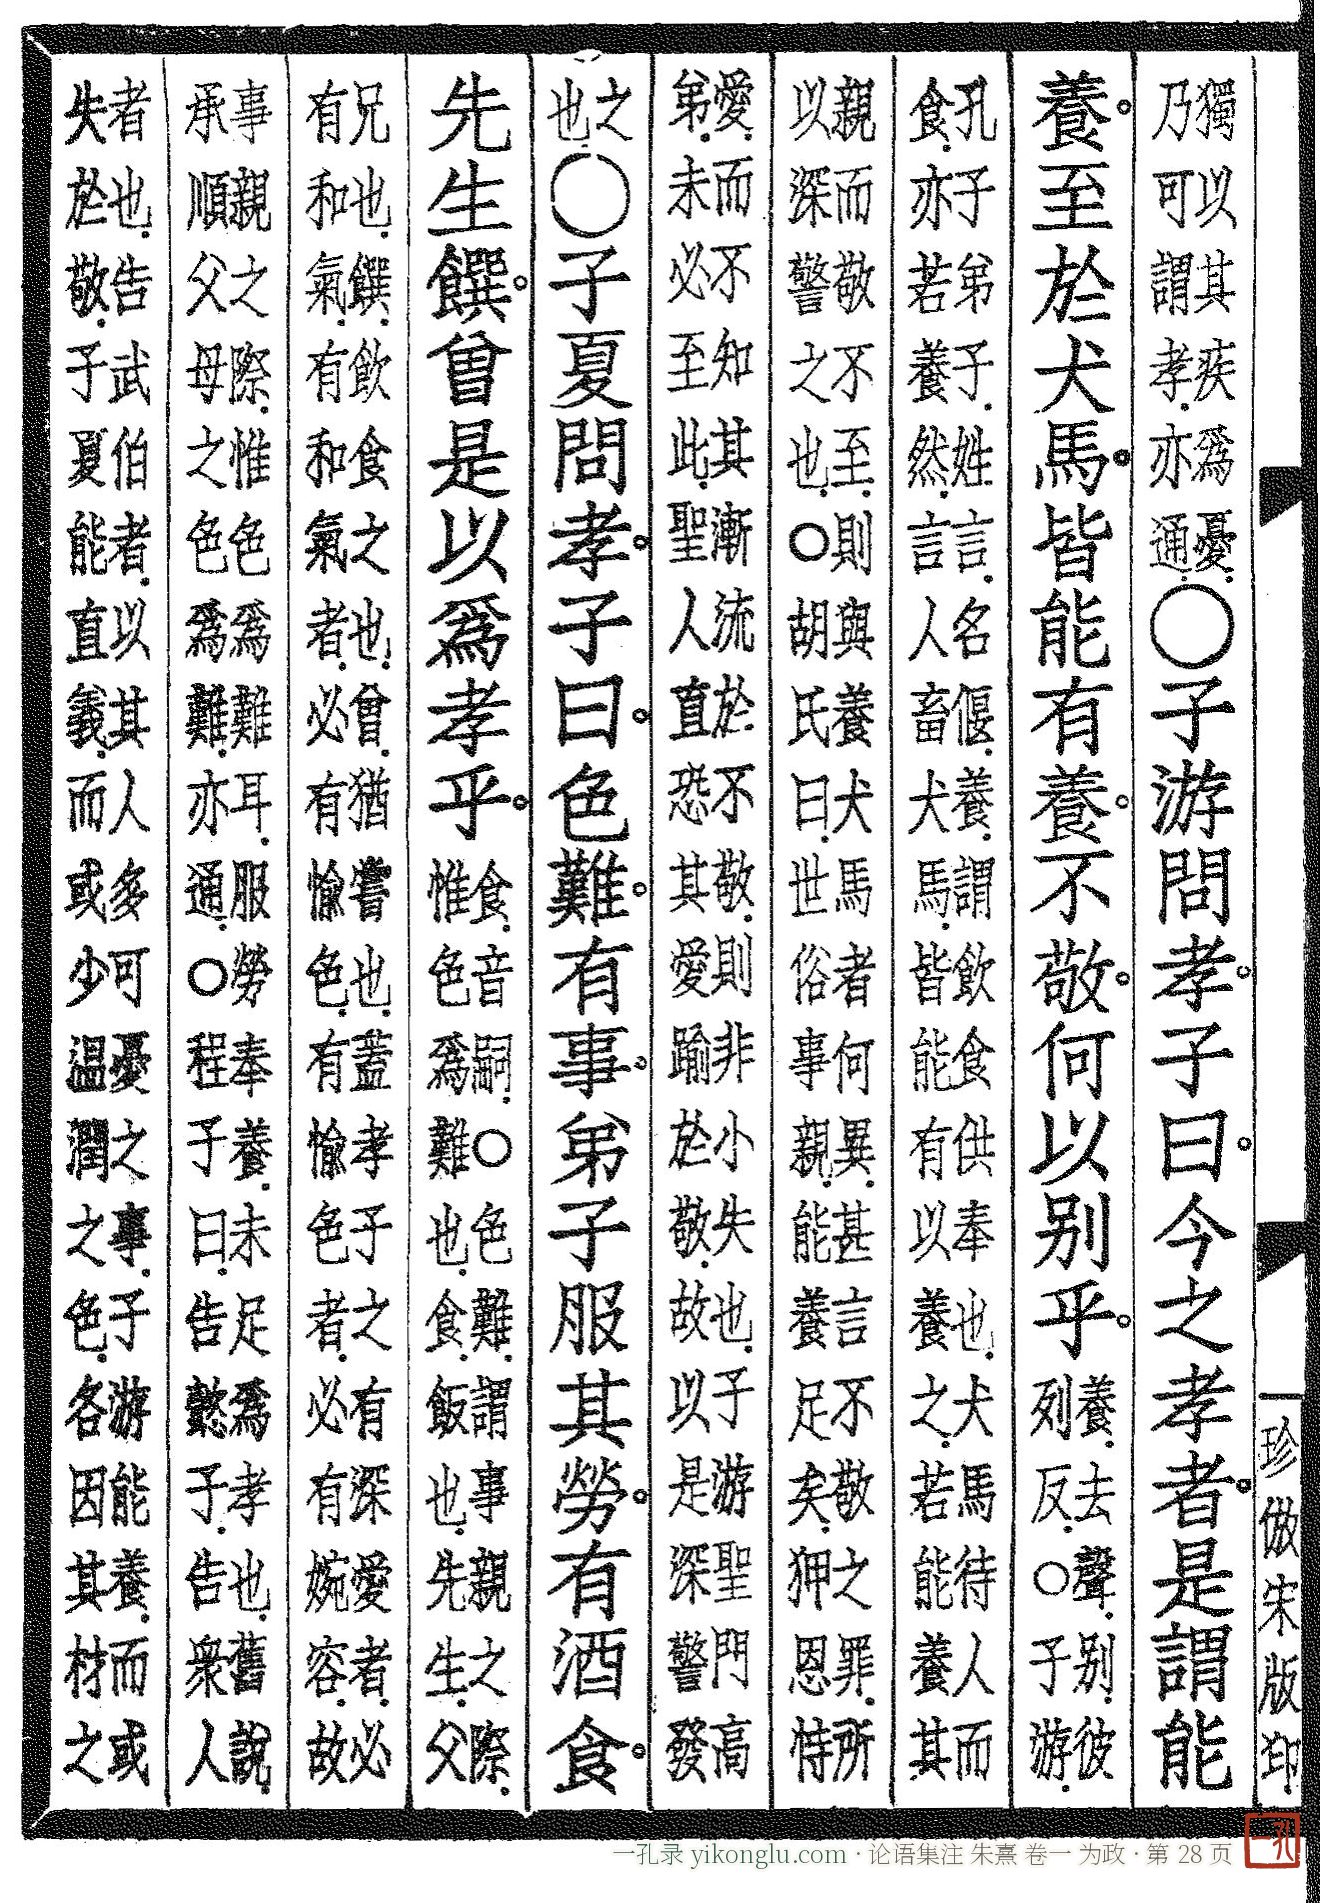 獨以其疾爲憂。乃可謂孝。亦通。○子游問孝。子曰。今之孝者。是謂能
養。至於犬馬。皆能有養。不敬。何以别乎。養。去聲。别。彼列反。○子游。
孔子弟子。姓言。名偃。養。謂飲食供奉也。犬馬待人而食。亦若養然。言人畜犬馬。皆能有以養之。若能養其
親而敬不至。則與養犬馬者何異。甚言不敬之罪。所以深警之也。○胡氏曰。世俗事親。能養足矣。狎恩恃
愛。而不知其漸流於不敬。則非小失也。子游聖門高弟。未必至此。聖人直恐其愛踰於敬。故以是深警發
之也○子夏問孝。子曰。色難。有事。弟子服其勞。有酒食。
先生饌。曾是以爲孝乎。食。音嗣。○色難。謂事親之際。惟色爲難也。食。飯也。先生。父
兄也。饌。飲食之也。曾。猶嘗也。蓋孝子之有深愛者。必有和氣。有和氣者。必有愉色。有愉色者。必有婉容。故
事親之際。惟色爲難耳。服勞奉養。未足爲孝也。舊說。承順父母之色爲難。亦通。○程子曰。告懿子。告衆人
者也。告武伯者。以其人多可憂之事。子游能養。而或失於敬。子夏能直義。而或少温潤之色。各因其材之
珍倣宋版印
一孔录 yikonglu.com · 论语集注 朱熹 卷一 为政 · 第 28 页
一孔